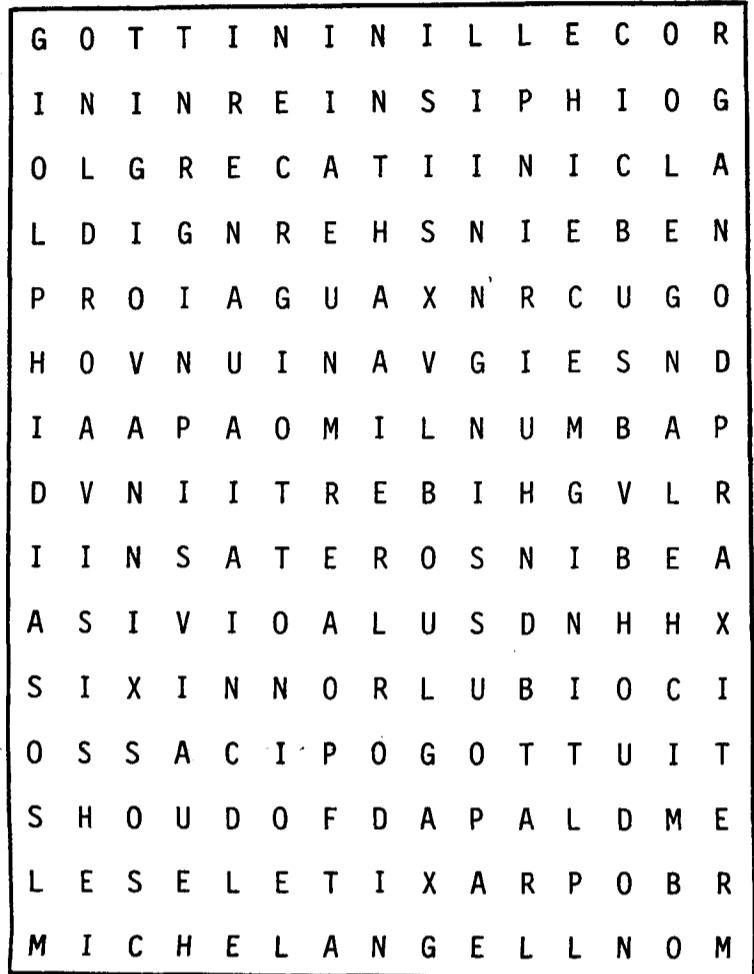 G O T T I N I N I L L E C O R
I N I N R E I N S I P H I O G
O L G R E C A T I I N I C L A
L D I G N R E H S N I E B E N
P R O I A G U A X N R C U G O
H O V N U I N A V G I E S N D
I A A P A O M I L N U M B A P
D V N I I T R E B I H G V L R
I I N S A T E R O S N I B E A
A S I V I O A L U S D N H H X
S I X I N N O R L U B I O C I
O S S A C I P O G O T T U I T
S H O U D O F D A P A L D M E
L E S E L E T I X A R P O B R
M I C H E L A N G E L L N O M